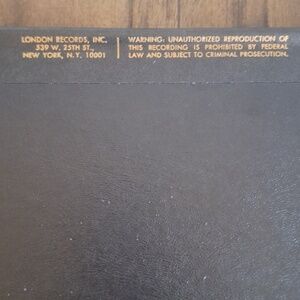 LONDON RECORDS, INC.
539 W. 25TH ST.,
NEW YORK, N.Y. 10001
WARNING: UNAUTHORIZED REPRODUCTION OF
THIS RECORDING IS PROHIBITED BY FEDERAL
LAW AND SUBJECT TO CRIMINAL PROSECUTION.